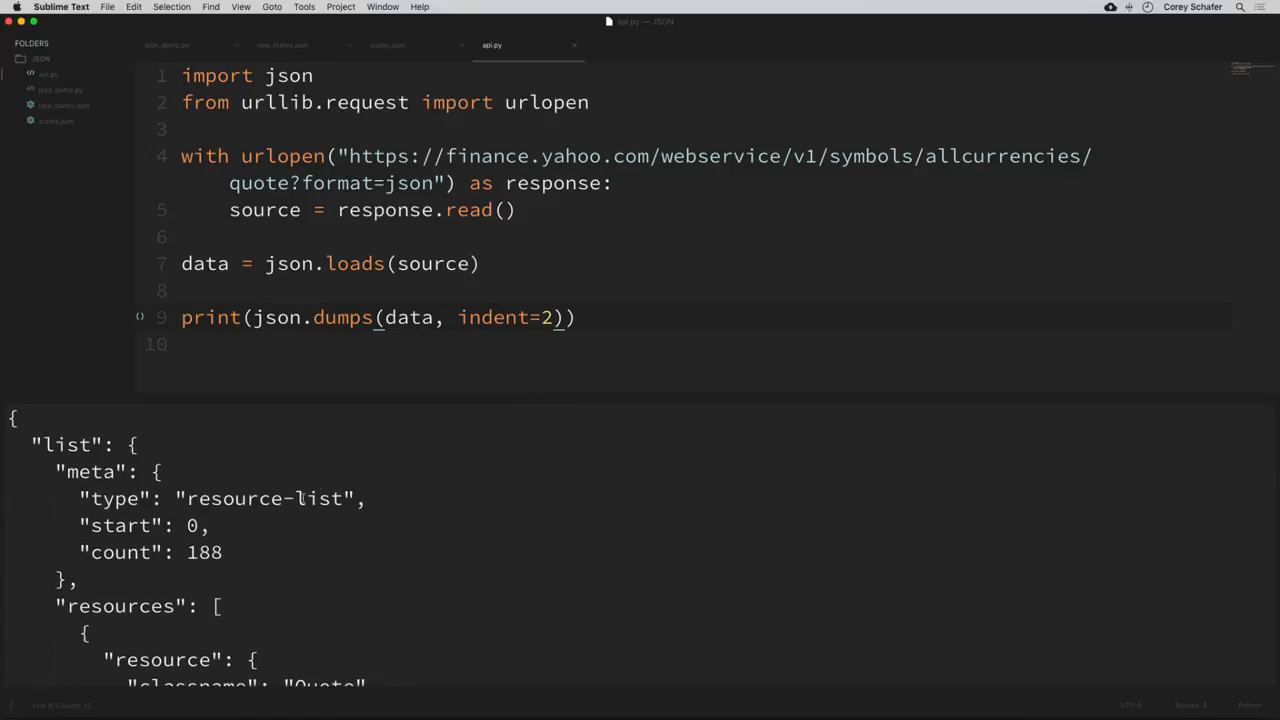 Sublime Text File Edit Selection Find View Goto Tools Project Window Help Corey Schafer
api.py — JSON
FOLDERS
JSON
api.py
json_demo.py
new_states.json
states.json
json_demo.py new_states.json states.json api.py
1 import json
2 from urllib.request import urlopen
3
4 with urlopen("https://finance.yahoo.com/webservice/v1/symbols/allcurrencies/
quote?format=json") as response:
5 source = response.read()
6
7 data = json.loads(source)
8
9 print(json.dumps(data, indent=2))
10
{
"list": {
"meta": {
"type": "resource-list",
"start": 0,
"count": 188
},
"resources": [
{
"resource": {
"classname": "Quote",
Line 9, Column 32 UTF-8 Spaces: 4 Python